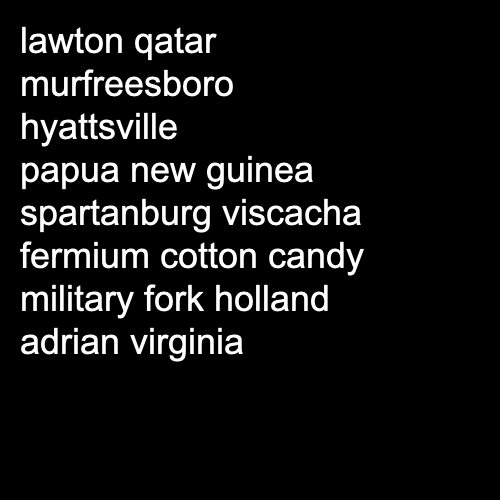 lawton qatar
murfreesboro
hyattsville
papua new guinea
spartanburg viscacha
fermium cotton candy
military fork holland
adrian virginia